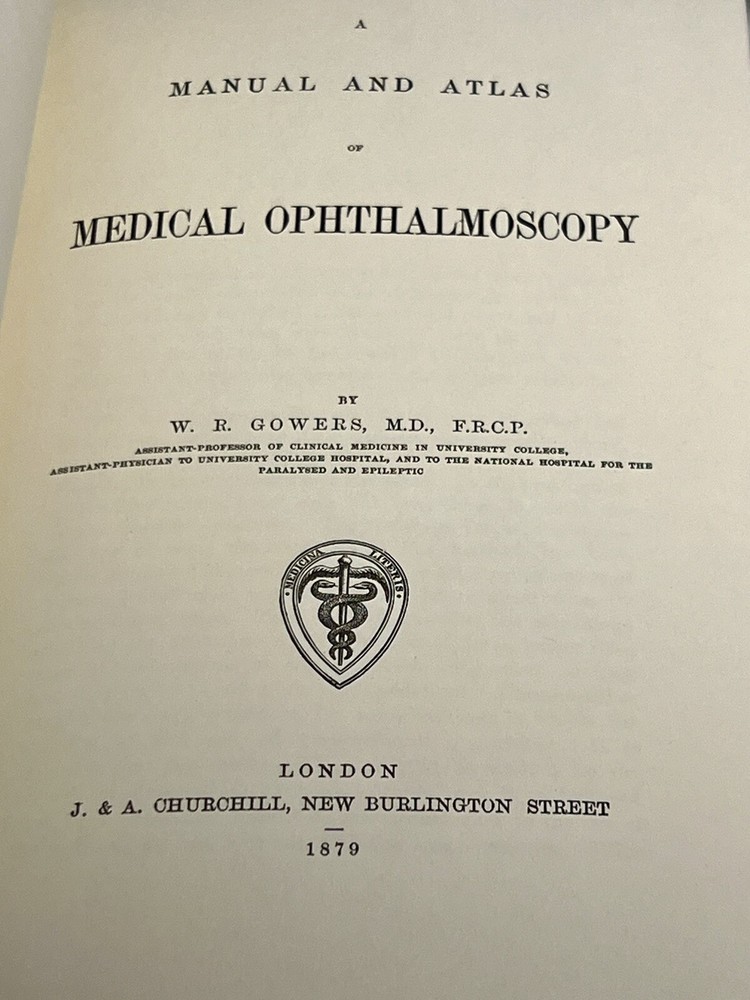 A
MANUAL AND ATLAS
OF
MEDICAL OPHTHALMOSCOPY
BY
W. R. GOWERS, M.D., F.R.C.P.
ASSISTANT-PROFESSOR OF CLINICAL MEDICINE IN UNIVERSITY COLLEGE,
ASSISTANT-PHYSICIAN TO UNIVERSITY COLLEGE HOSPITAL, AND TO THE NATIONAL HOSPITAL FOR THE
PARALYSED AND EPILEPTIC
• MEDICINA LITERIS •
LONDON
J. & A. CHURCHILL, NEW BURLINGTON STREET
1879